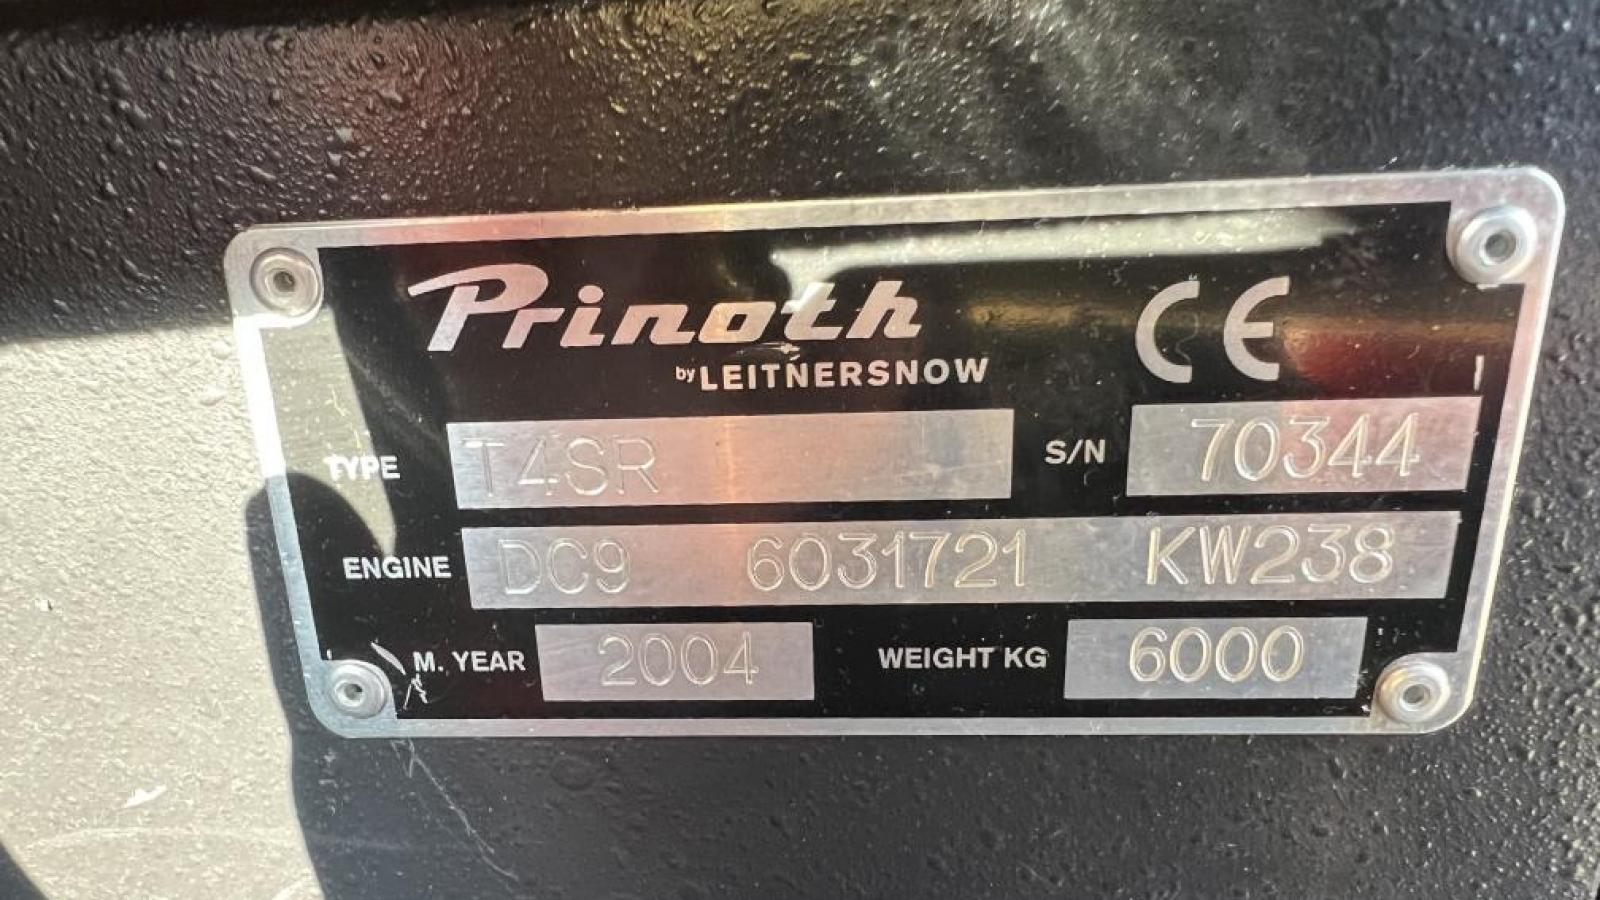 Prinoth
by LEITNERSNOW
CE
TYPE T4SR S/N 70344
ENGINE DC9 6031721 KW238
M. YEAR 2004 WEIGHT KG 6000